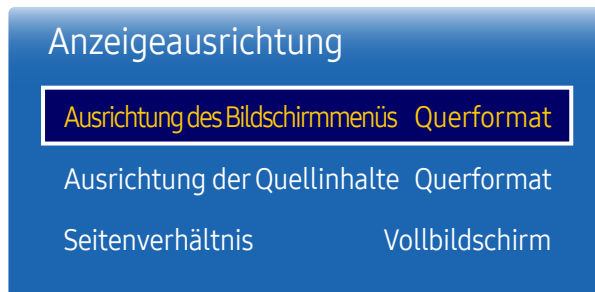 Anzeigeausrichtung
Ausrichtung des Bildschirmmenüs Querformat
Ausrichtung der Quellinhalte Querformat
Seitenverhältnis Vollbildschirm